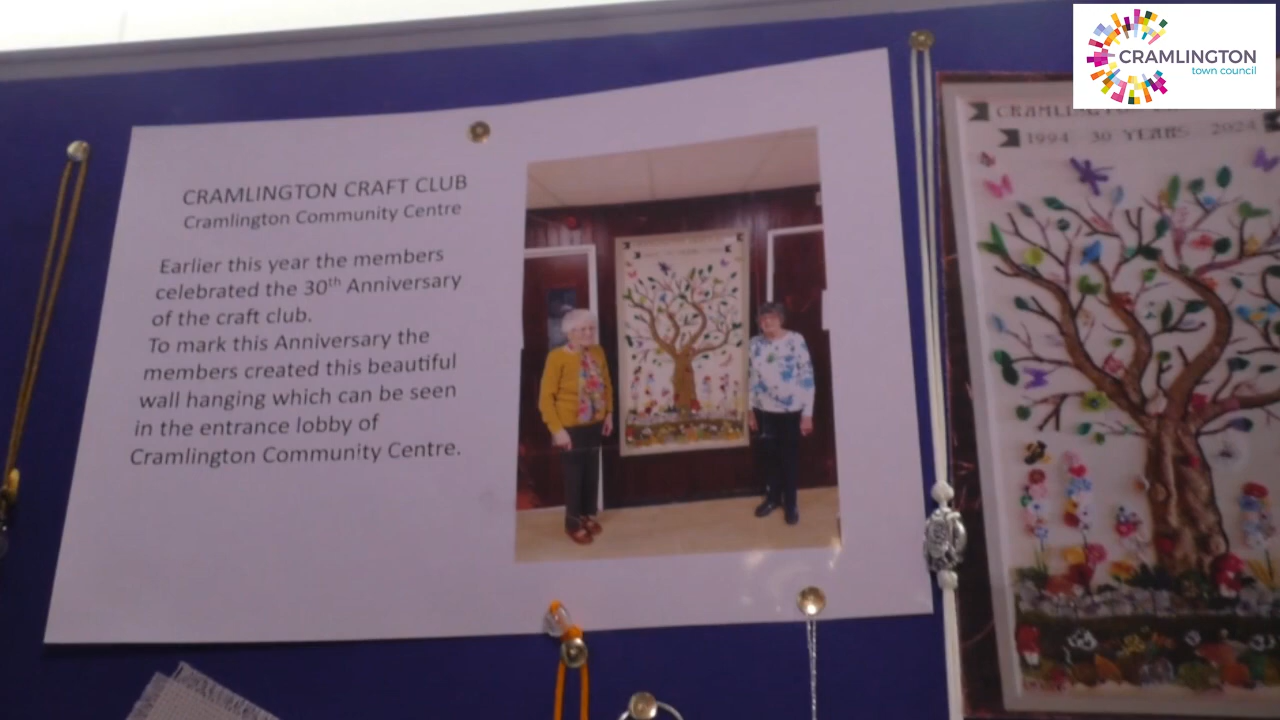 CRAMLINGTON
town council
CRAMLINGTON CRAFT CLUB
Cramlington Community Centre
Earlier this year the members
celebrated the 30th Anniversary
of the craft club.
To mark this Anniversary the
members created this beautiful
wall hanging which can be seen
in the entrance lobby of
Cramlington Community Centre.
1994 30 YEARS 2024